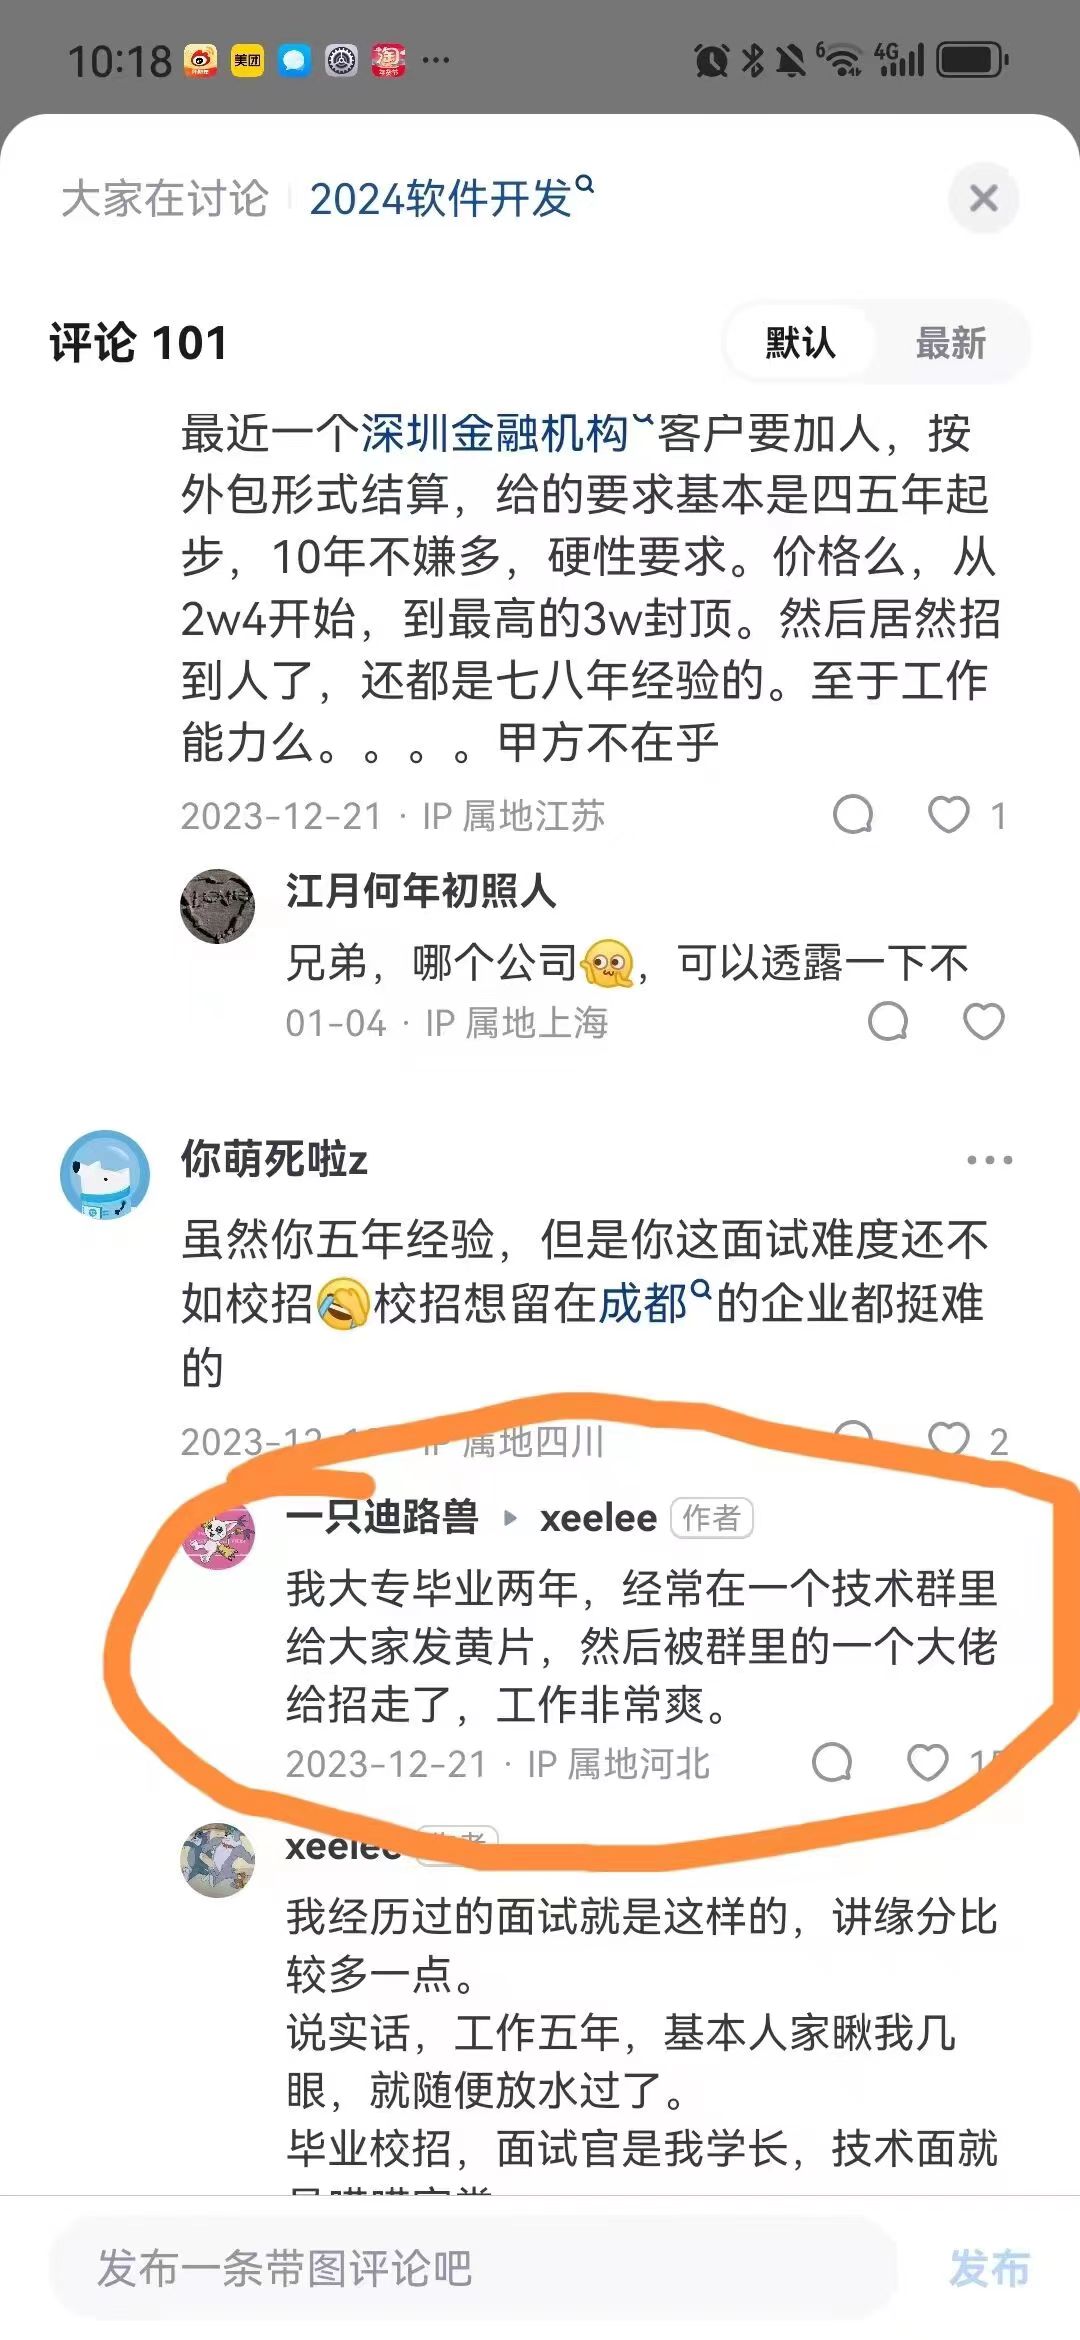 10:18 美团 淘 ··· 6 4G
大家在讨论 2024软件开发
评论 101 默认 最新
最近一个深圳金融机构客户要加人，按
外包形式结算，给的要求基本是四五年起
步，10年不嫌多，硬性要求。价格么，从
2w4开始，到最高的3w封顶。然后居然招
到人了，还都是七八年经验的。至于工作
能力么。。。。甲方不在乎
2023-12-21 · IP 属地江苏 1
江月何年初照人
兄弟，哪个公司，可以透露一下不
01-04 · IP 属地上海
你萌死啦z
虽然你五年经验，但是你这面试难度还不
如校招校招想留在成都的企业都挺难
的
2023-12- IP 属地四川 2
一只迪路兽 xeelee 作者
我大专毕业两年，经常在一个技术群里
给大家发黄片，然后被群里的一个大佬
给招走了，工作非常爽。
2023-12-21 · IP 属地河北
xeelee 作者
我经历过的面试就是这样的，讲缘分比
较多一点。
说实话，工作五年，基本人家瞅我几
眼，就随便放水过了。
毕业校招，面试官是我学长，技术面就
发布一条带图评论吧 发布